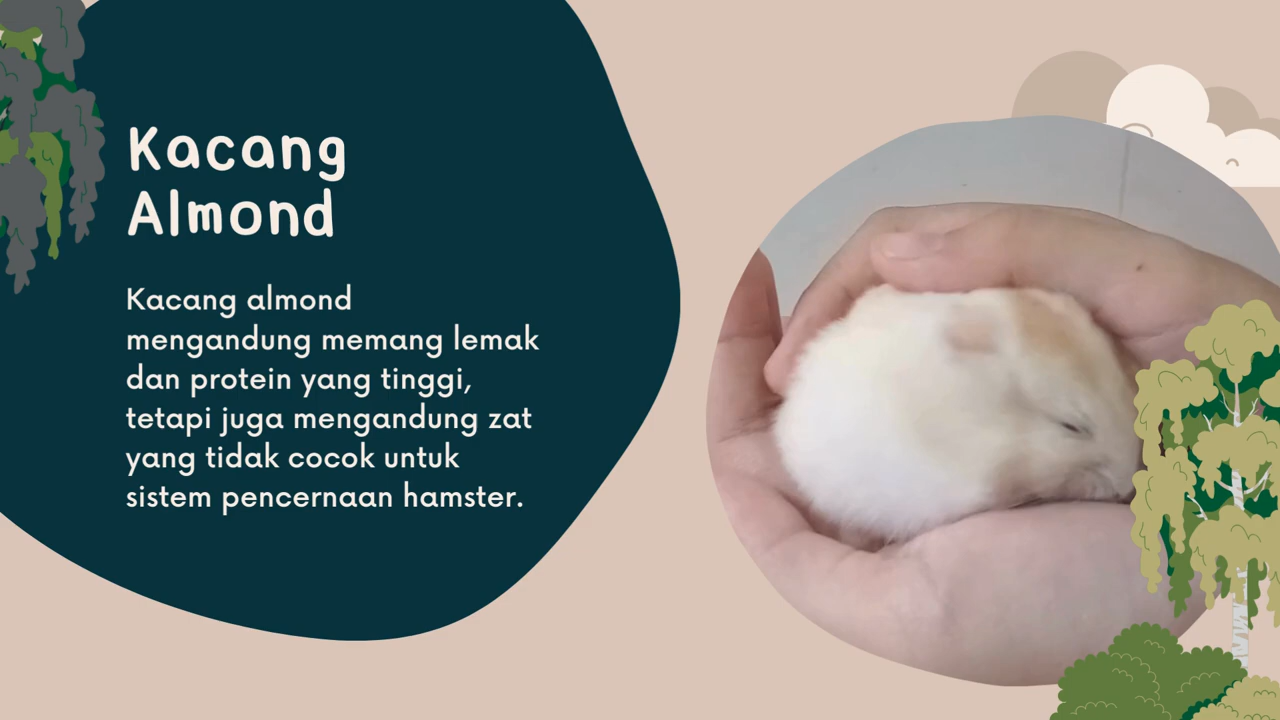 Kacang
Almond
Kacang almond
mengandung memang lemak
dan protein yang tinggi,
tetapi juga mengandung zat
yang tidak cocok untuk
sistem pencernaan hamster.